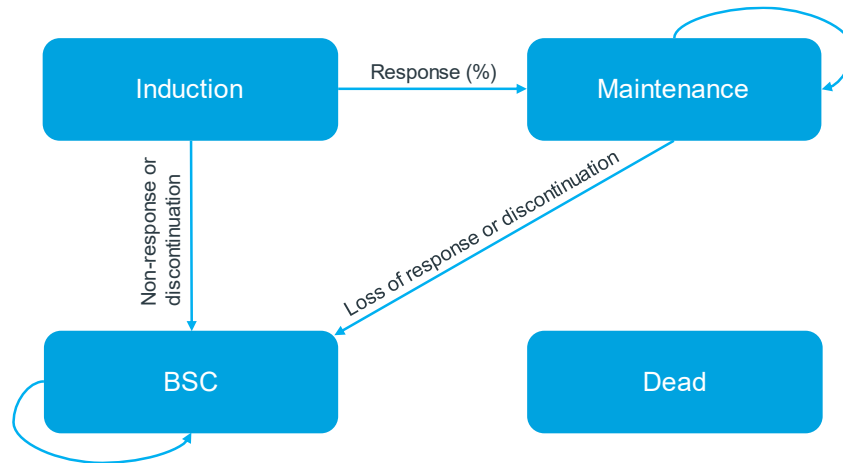 Induction
Response (%)
Maintenance
Non-response or
discontinuation
Loss of response or discontinuation
BSC
Dead